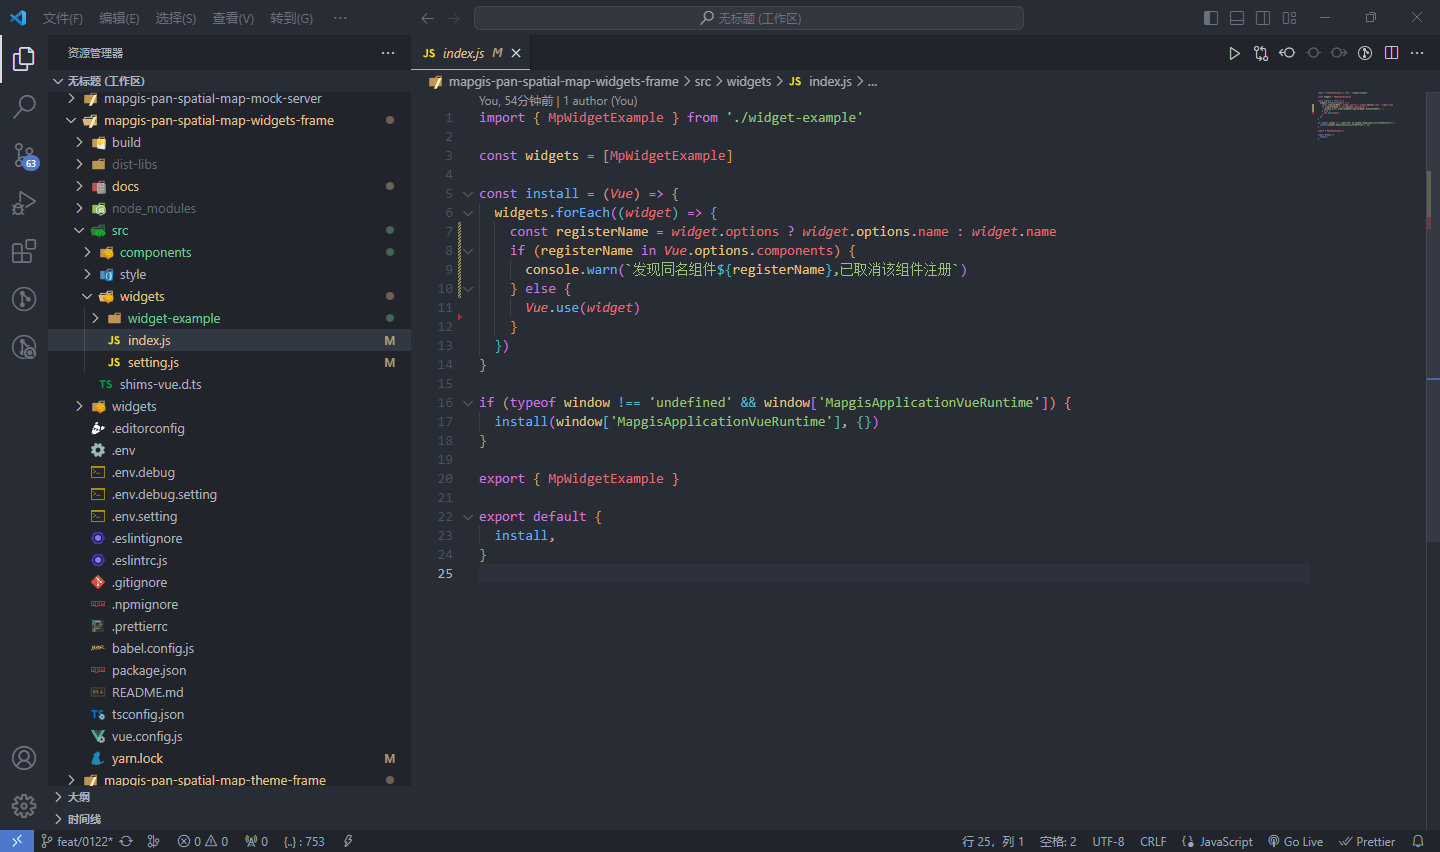 文件(F) 编辑(E) 选择(S) 查看(V) 转到(G) ···
无标题 (工作区)
资源管理器
无标题 (工作区)
mapgis-pan-spatial-map-mock-server
mapgis-pan-spatial-map-widgets-frame
build
dist-libs
docs
node_modules
src
components
style
widgets
widget-example
JS index.js M
JS setting.js M
TS shims-vue.d.ts
widgets
.editorconfig
.env
.env.debug
.env.debug.setting
.env.setting
.eslintignore
.eslintrc.js
.gitignore
.npmignore
.prettierrc
babel.config.js
package.json
README.md
tsconfig.json
vue.config.js
yarn.lock M
mapgis-pan-spatial-map-theme-frame
大纲
时间线
63
JS index.js M
mapgis-pan-spatial-map-widgets-frame > src > widgets > JS index.js > ...
You, 54分钟前 | 1 author (You)
1 import { MpWidgetExample } from './widget-example'
2
3 const widgets = [MpWidgetExample]
4
5 const install = (Vue) => {
6 widgets.forEach((widget) => {
7 const registerName = widget.options ? widget.options.name : widget.name
8 if (registerName in Vue.options.components) {
9 console.warn(`发现同名组件${registerName},已取消该组件注册`)
10 } else {
11 Vue.use(widget)
12 }
13 })
14 }
15
16 if (typeof window !== 'undefined' && window['MapgisApplicationVueRuntime']) {
17 install(window['MapgisApplicationVueRuntime'], {})
18 }
19
20 export { MpWidgetExample }
21
22 export default {
23 install,
24 }
25
feat/0122* 0 0 0 {..} : 753 行 25, 列 1 空格: 2 UTF-8 CRLF JavaScript Go Live Prettier